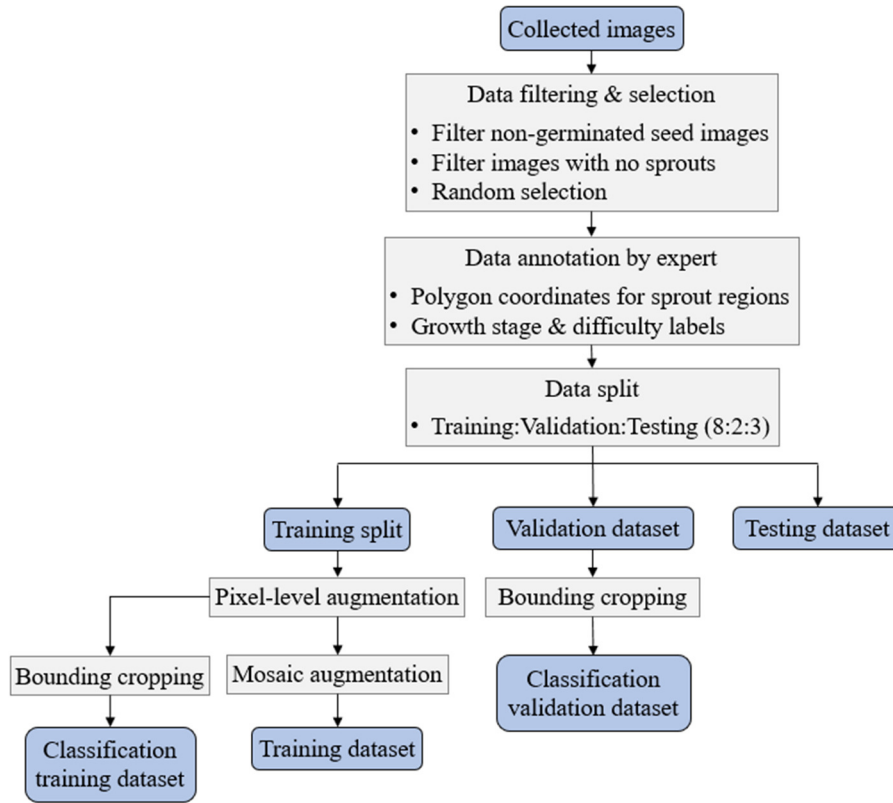 Collected images
Data filtering & selection
• Filter non-germinated seed images
• Filter images with no sprouts
• Random selection
Data annotation by expert
• Polygon coordinates for sprout regions
• Growth stage & difficulty labels
Data split
• Training:Validation:Testing (8:2:3)
Training split
Validation dataset
Testing dataset
Pixel-level augmentation
Bounding cropping
Bounding cropping
Mosaic augmentation
Classification
validation dataset
Classification
training dataset
Training dataset